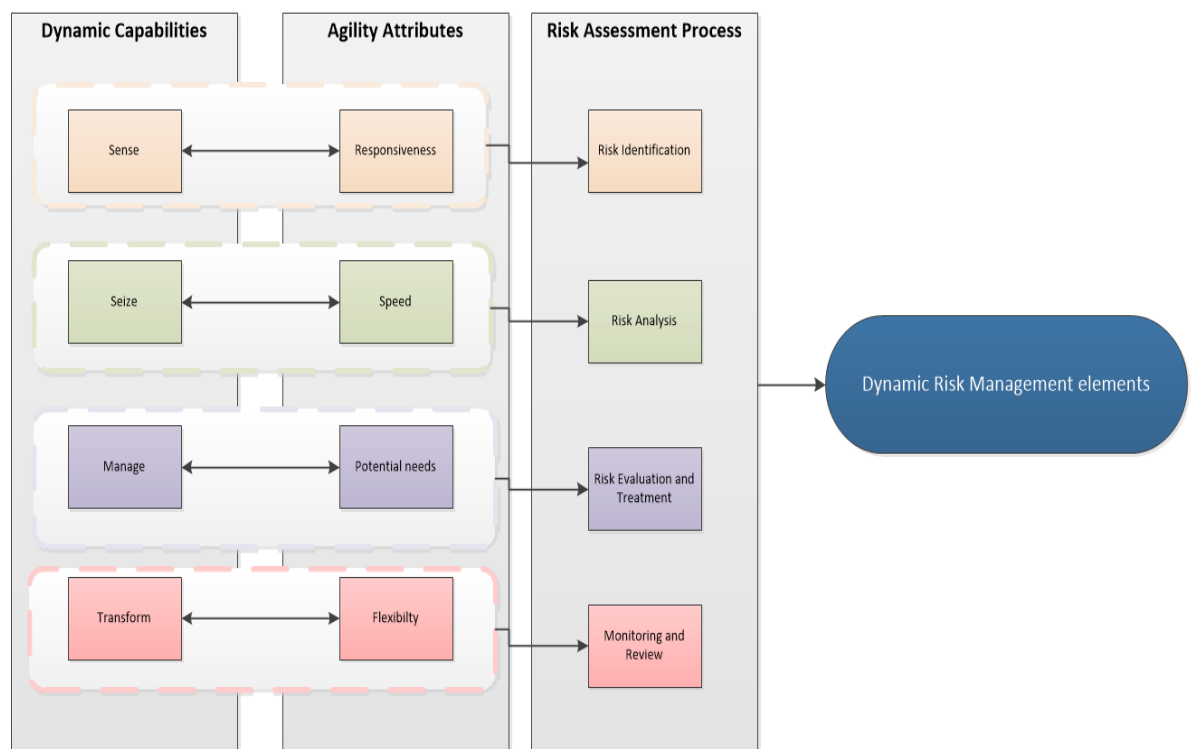 Dynamic Capabilities
Agility Attributes
Risk Assessment Process
Sense
Responsiveness
Risk Identification
Seize
Speed
Risk Analysis
Dynamic Risk Management elements
Manage
Potential needs
Risk Evaluation and
Treatment
Transform
Flexibilty
Monitoring and
Review